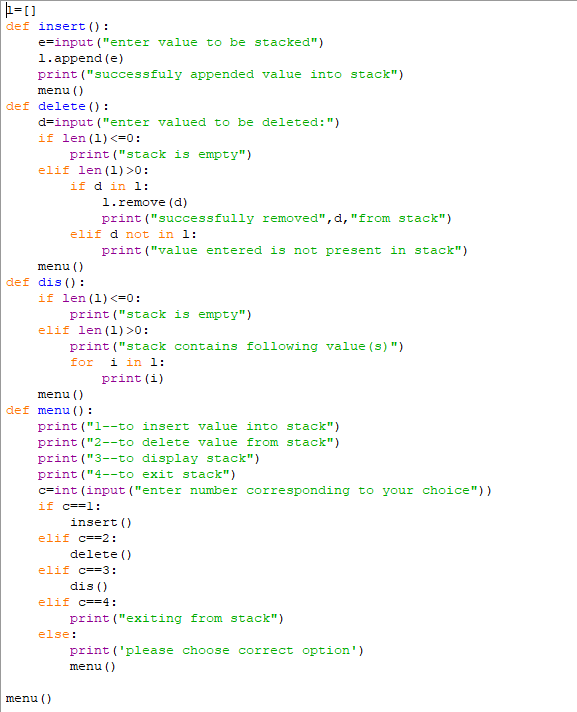 l=[]
def insert():
    e=input("enter value to be stacked")
    l.append(e)
    print("successfuly appended value into stack")
    menu()
def delete():
    d=input("enter valued to be deleted:")
    if len(l)<=0:
        print("stack is empty")
    elif len(l)>0:
        if d in l:
            l.remove(d)
            print("successfully removed",d,"from stack")
        elif d not in l:
            print("value entered is not present in stack")
    menu()
def dis():
    if len(l)<=0:
        print("stack is empty")
    elif len(l)>0:
        print("stack contains following value(s)")
        for  i in l:
            print(i)
    menu()
def menu():
    print("1--to insert value into stack")
    print("2--to delete value from stack")
    print("3--to display stack")
    print("4--to exit stack")
    c=int(input("enter number corresponding to your choice"))
    if c==1:
        insert()
    elif c==2:
        delete()
    elif c==3:
        dis()
    elif c==4:
        print("exiting from stack")
    else:
        print('please choose correct option')
        menu()

menu()